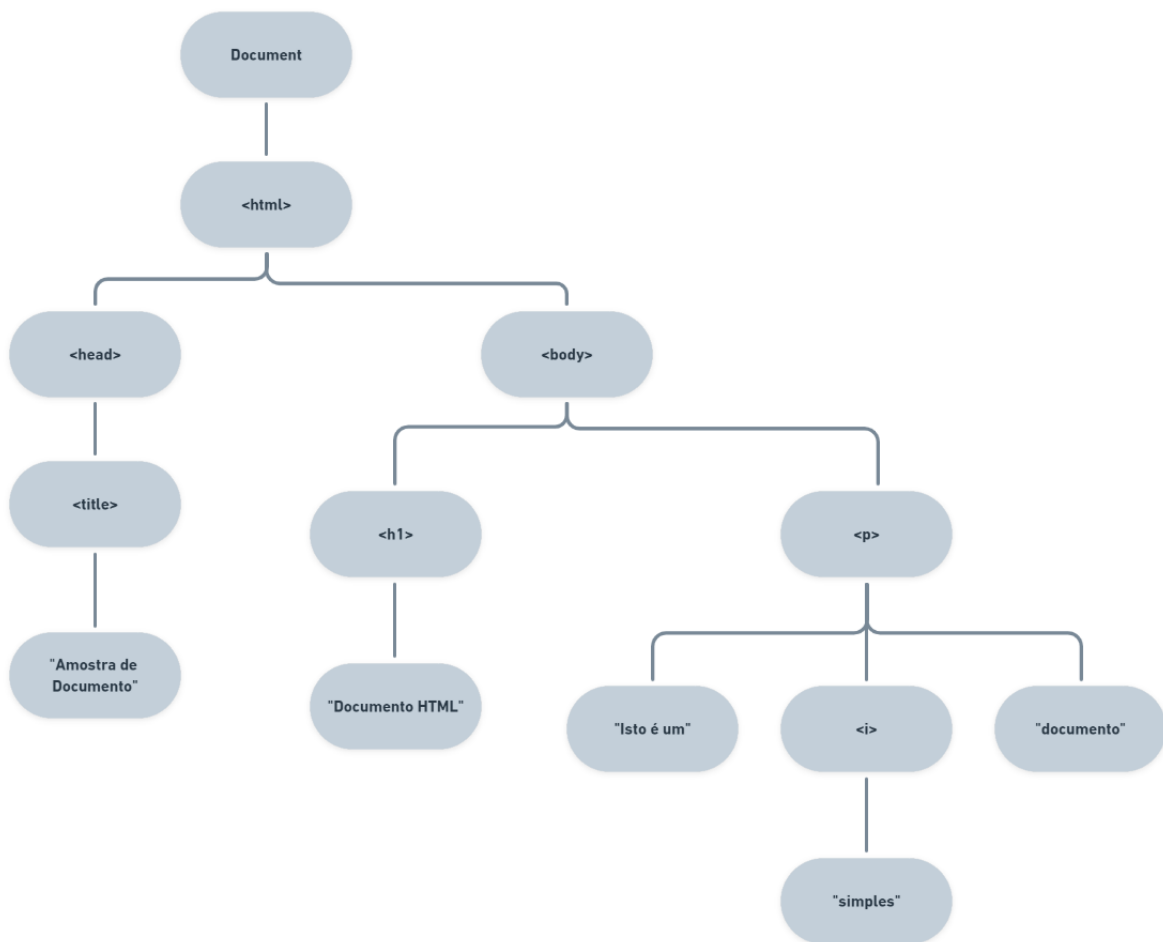 Document
<html>
<head>
<body>
<title>
<h1>
<p>
"Amostra de
Documento"
"Documento HTML"
"Isto é um"
<i>
"documento"
"simples"